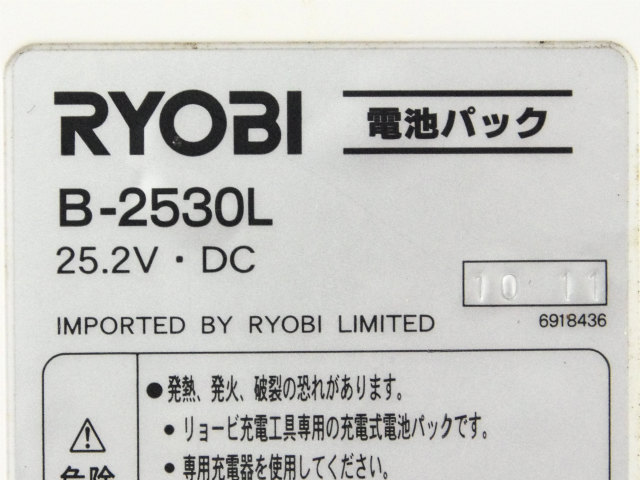 RYOBI 電池パック
B-2530L
25.2V・DC
10 11
IMPORTED BY RYOBI LIMITED 6918436
●発熱、発火、破裂の恐れがあります。
・リョービ充電工具専用の充電式電池パックです。
危険
・専用充電器を使用してください。